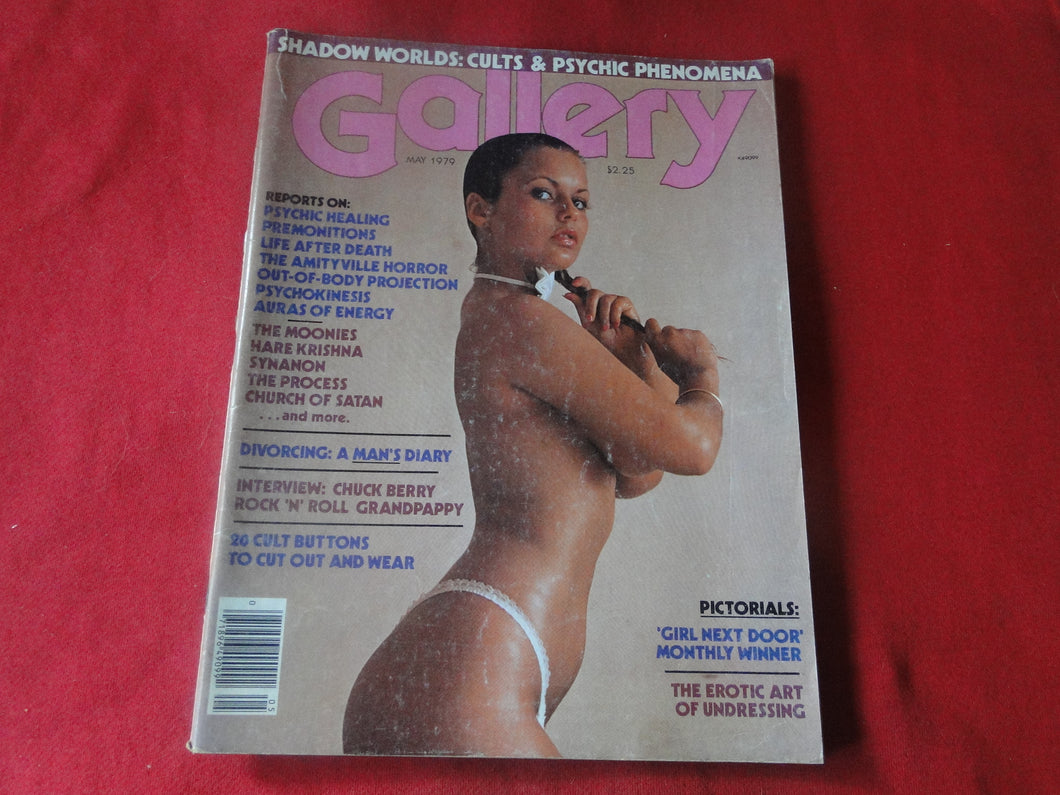 SHADOW WORLDS: CULTS & PSYCHIC PHENOMENA
Gallery
MAY 1979
$2.25
REPORTS ON:
PSYCHIC HEALING
PREMONITIONS
LIFE AFTER DEATH
THE AMITYVILLE HORROR
OUT-OF-BODY PROJECTION
PSYCHOKINESIS
AURAS OF ENERGY
THE MOONIES
HARE KRISHNA
SYNANON
THE PROCESS
CHURCH OF SATAN
...and more.
DIVORCING: A MAN'S DIARY
INTERVIEW: CHUCK BERRY
ROCK 'N' ROLL GRANDPAPPY
20 CULT BUTTONS
TO CUT OUT AND WEAR
PICTORIALS:
'GIRL NEXT DOOR'
MONTHLY WINNER
THE EROTIC ART
OF UNDRESSING
0
05